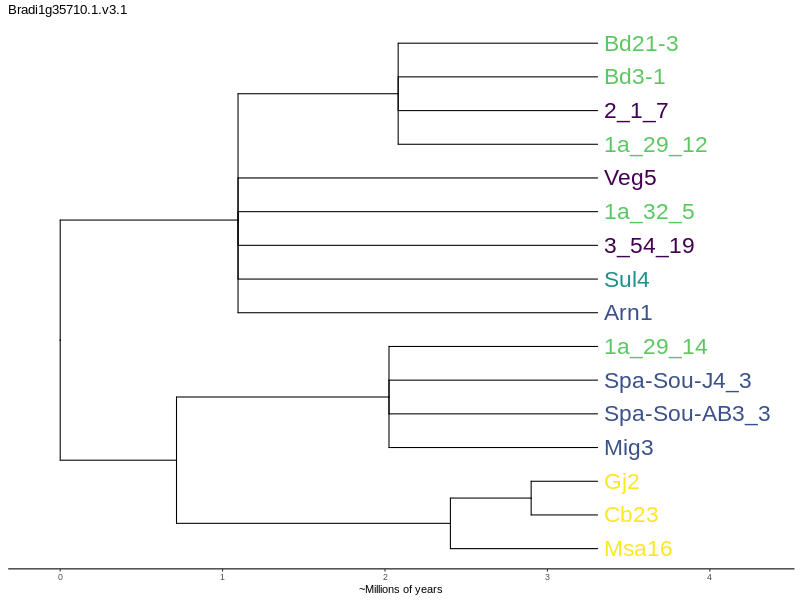 Bradi1g35710.1.v3.1
Bd21-3
Bd3-1
2_1_7
1a_29_12
Veg5
1a_32_5
3_54_19
Sul4
Arn1
1a_29_14
Spa-Sou-J4_3
Spa-Sou-AB3_3
Mig3
Gj2
Cb23
Msa16
0 1 2 3 4
~Millions of years